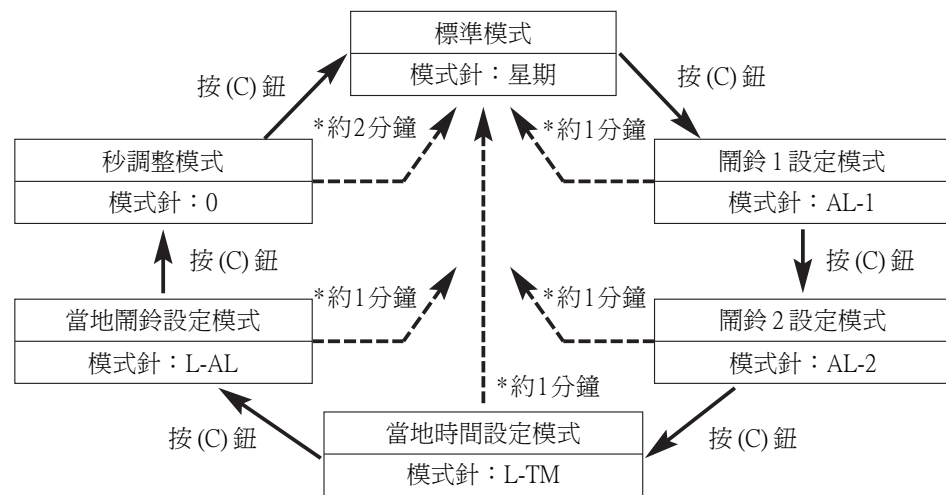 標準模式
模式針：星期
按 (C) 鈕
按 (C) 鈕
*約2分鐘
*約1分鐘
秒調整模式
模式針：0
鬧鈴 1 設定模式
模式針：AL-1
按 (C) 鈕
按 (C) 鈕
*約1分鐘
*約1分鐘
當地鬧鈴設定模式
模式針：L-AL
鬧鈴 2 設定模式
模式針：AL-2
*約1分鐘
按 (C) 鈕
按 (C) 鈕
當地時間設定模式
模式針：L-TM